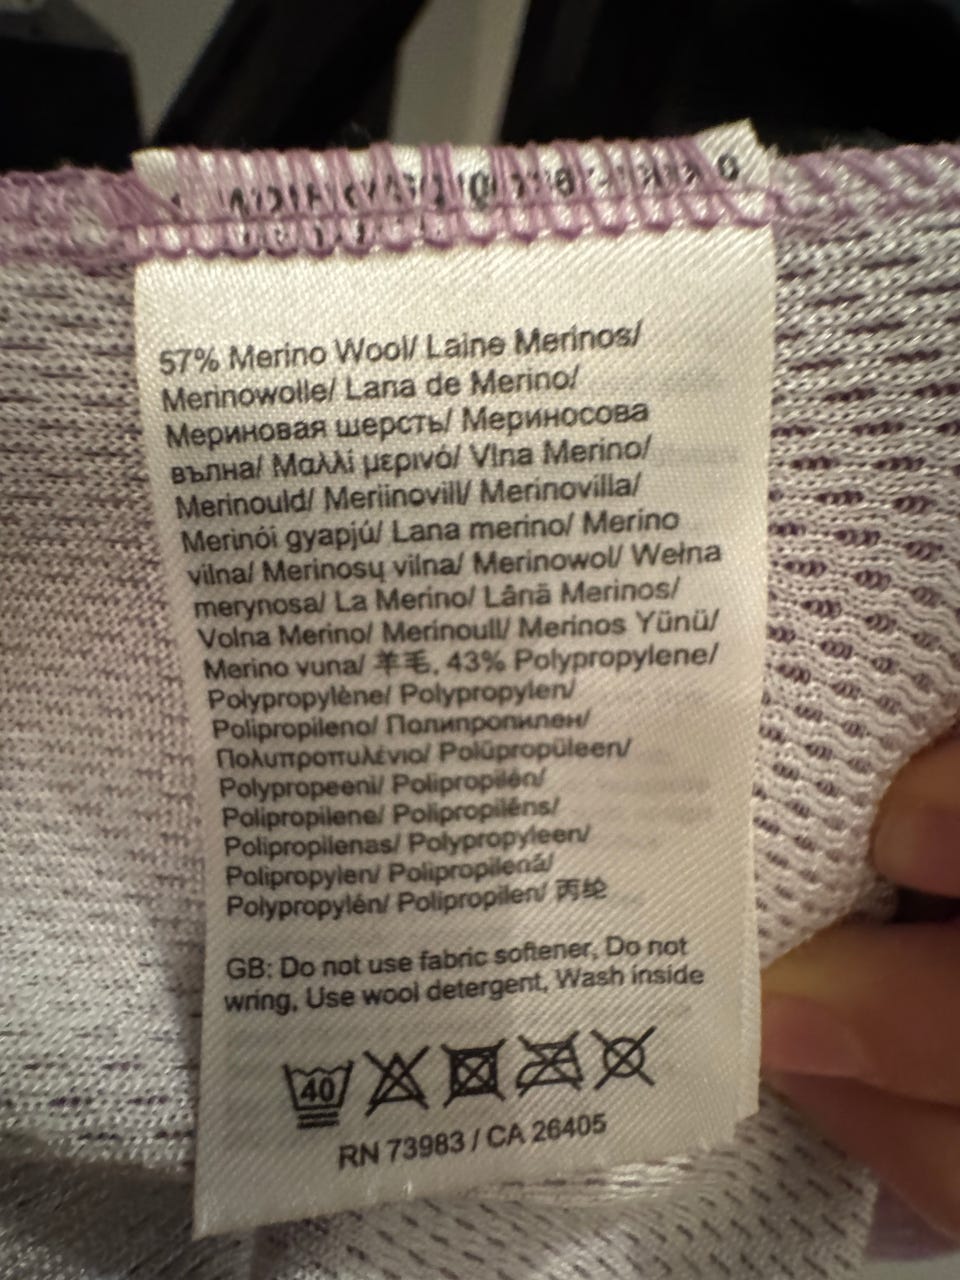 57% Merino Wool/ Laine Merinos/
Merinowolle/ Lana de Merino/
Мериновая шерсть/ Мериносова
вълна/ Μαλλί μερινό/ Vlna Merino/
Merinould/ Meriinovill/ Merinovilla/
Merinói gyapjú/ Lana merino/ Merino
vilna/ Merinosų vilna/ Merinowol/ Wełna
merynosa/ La Merino/ Lână Merinos/
Volna Merino/ Merinoull/ Merinos Yünü/
Merino vuna/ 羊毛, 43% Polypropylene/
Polypropylène/ Polypropylen/
Polipropileno/ Полипропилен/
Πολυπροπυλένιο/ Polüpropüleen/
Polypropeeni/ Polipropilén/
Polipropilene/ Polipropilēns/
Polipropilenas/ Polypropyleen/
Polipropylen/ Polipropilenă/
Polypropylén/ Polipropilen/ 丙纶
GB: Do not use fabric softener, Do not
wring, Use wool detergent, Wash inside
40
RN 73983 / CA 26405